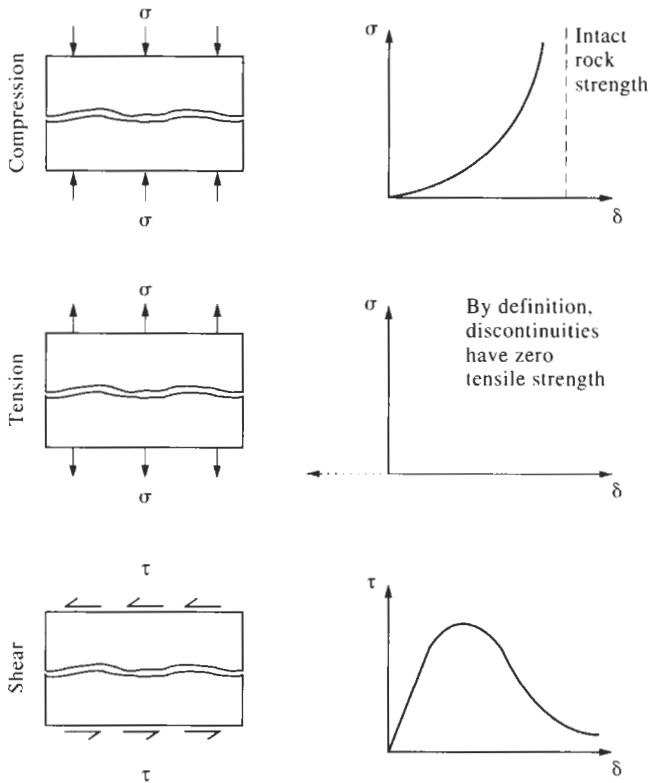 Compression
σ
σ
σ
Intact
rock
strength
δ
Tension
σ
σ
σ
By definition,
discontinuities
have zero
tensile strength
δ
Shear
τ
τ
τ
δ